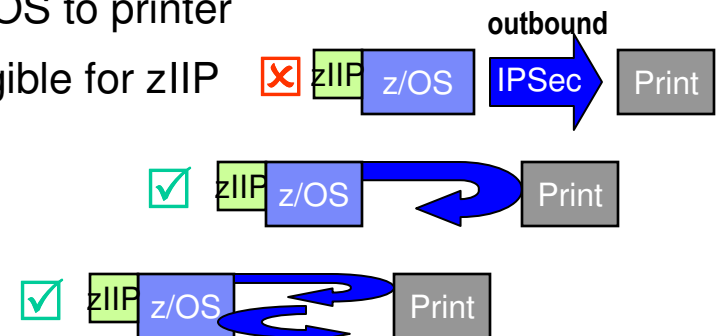 OS to printer
outbound
gible for zIIP
zIIP z/OS IPSec Print
zIIP z/OS Print
zIIP z/OS Print